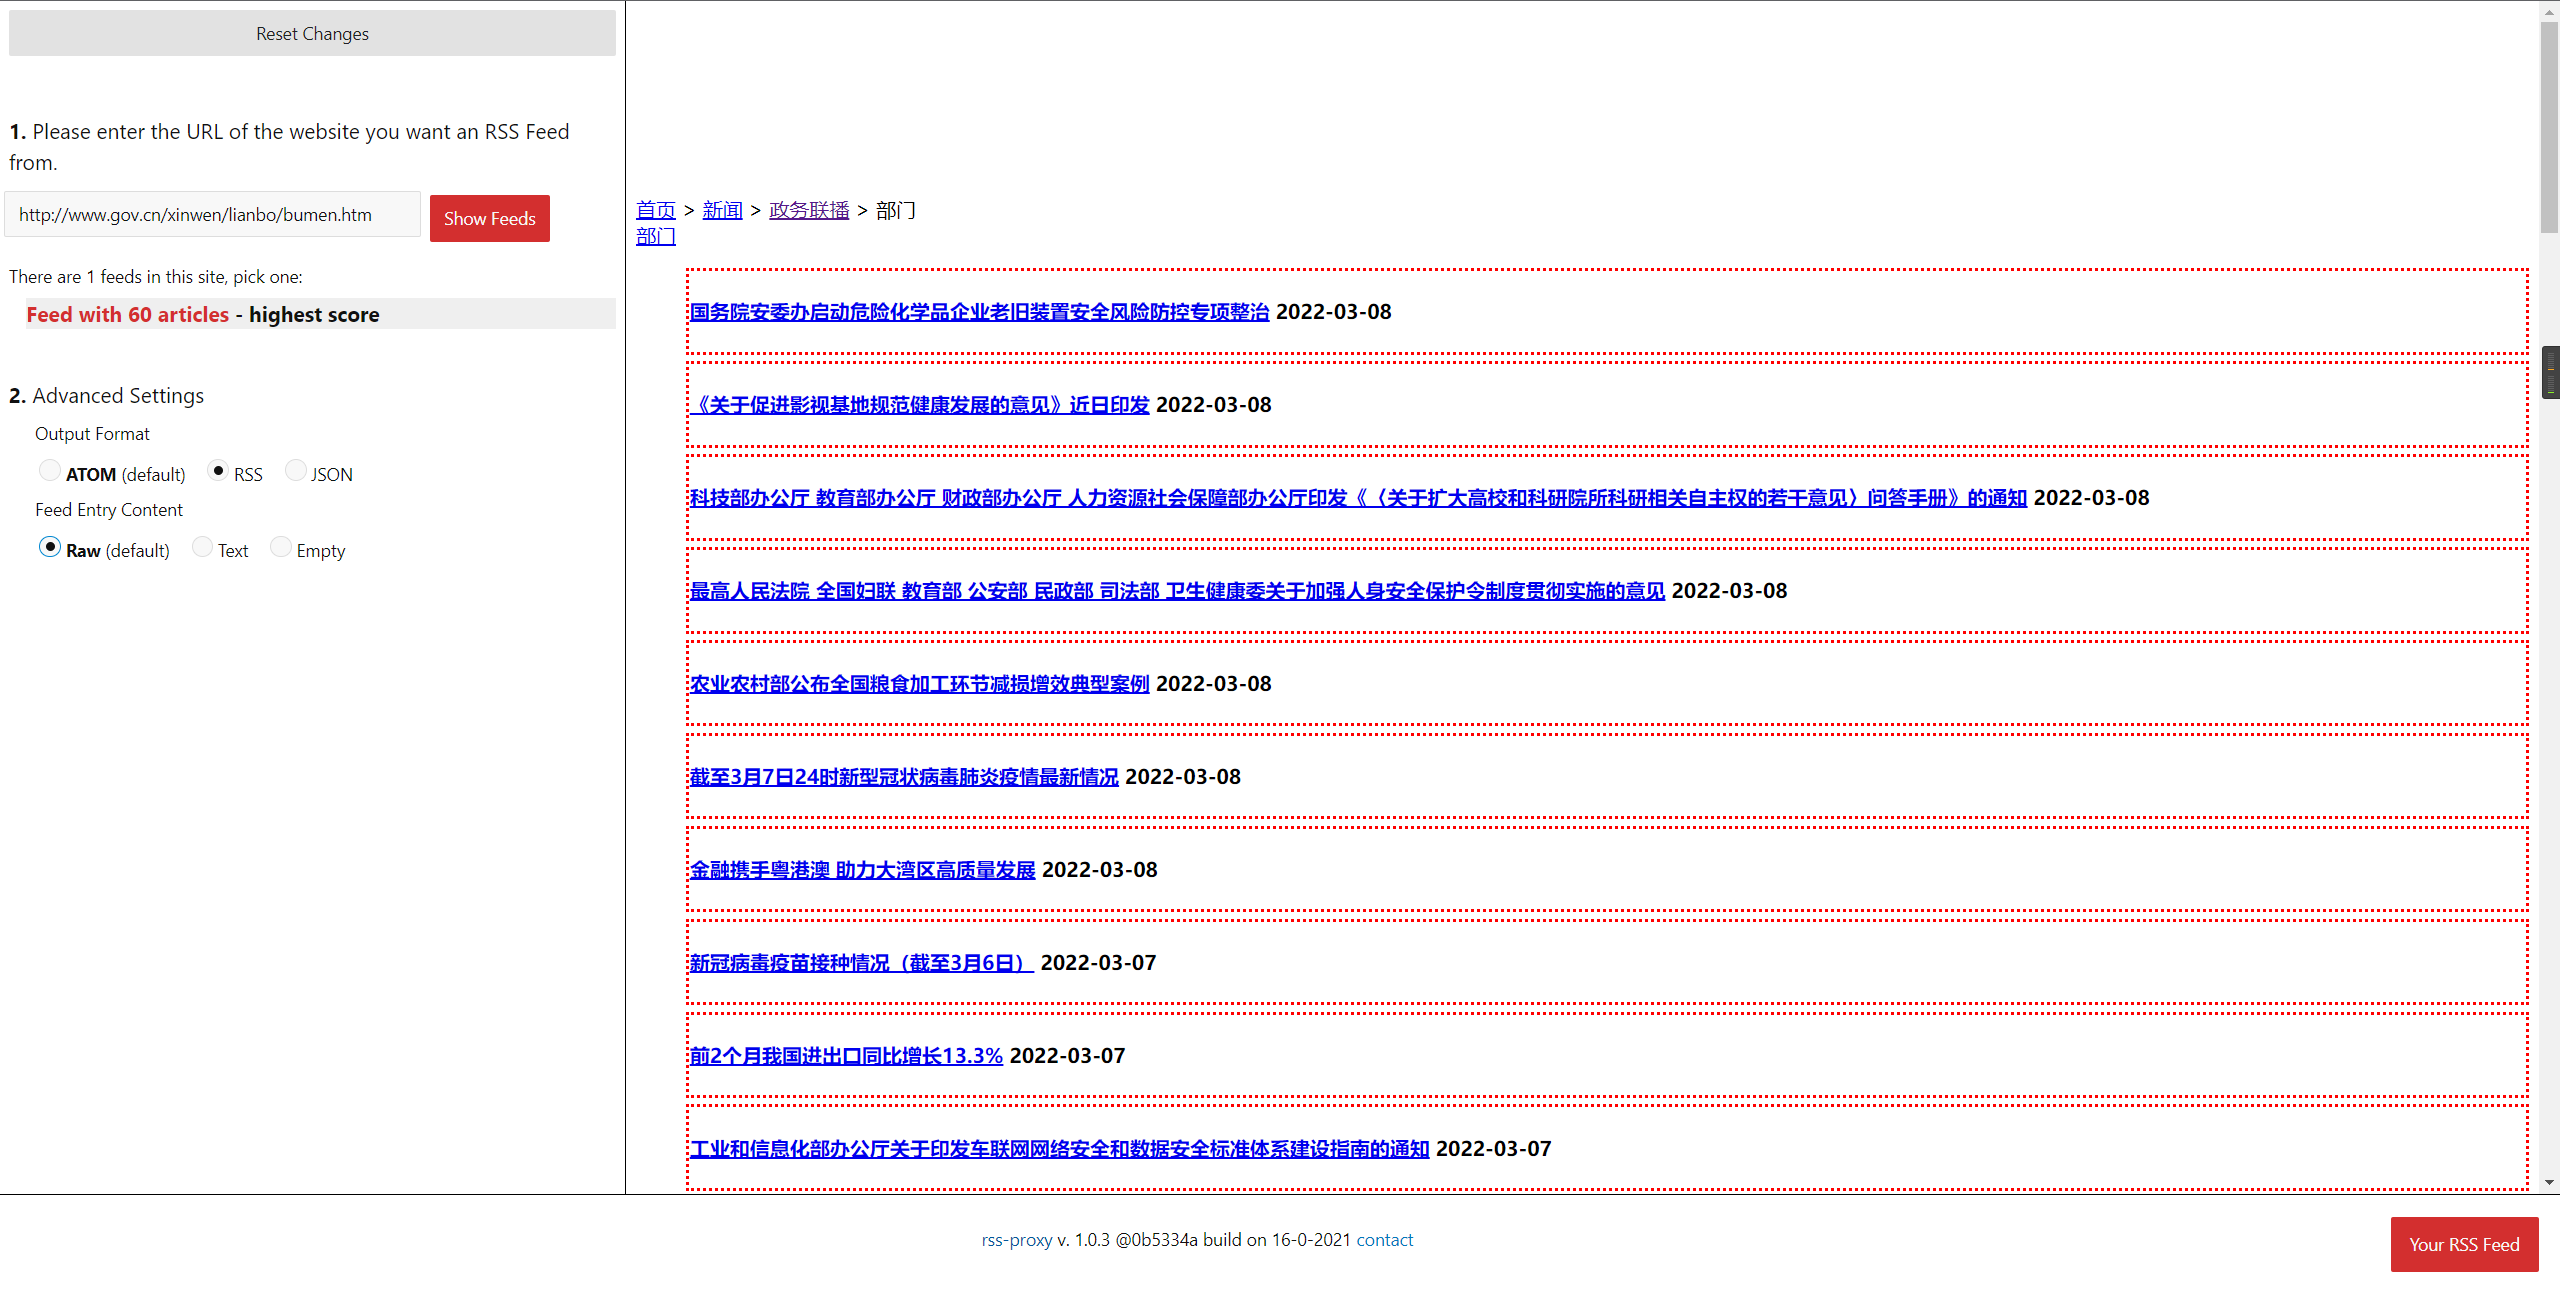 Reset Changes
1. Please enter the URL of the website you want an RSS Feed
from.
http://www.gov.cn/xinwen/lianbo/bumen.htm
Show Feeds
There are 1 feeds in this site, pick one:
Feed with 60 articles - highest score
2. Advanced Settings
Output Format
ATOM (default) RSS JSON
Feed Entry Content
Raw (default) Text Empty
首页 > 新闻 > 政务联播 > 部门
部门
国务院安委办启动危险化学品企业老旧装置安全风险防控专项整治 2022-03-08
《关于促进影视基地规范健康发展的意见》近日印发 2022-03-08
科技部办公厅 教育部办公厅 财政部办公厅 人力资源社会保障部办公厅印发《〈关于扩大高校和科研院所科研相关自主权的若干意见〉问答手册》的通知 2022-03-08
最高人民法院 全国妇联 教育部 公安部 民政部 司法部 卫生健康委关于加强人身安全保护令制度贯彻实施的意见 2022-03-08
农业农村部公布全国粮食加工环节减损增效典型案例 2022-03-08
截至3月7日24时新型冠状病毒肺炎疫情最新情况 2022-03-08
金融携手粤港澳 助力大湾区高质量发展 2022-03-08
新冠病毒疫苗接种情况（截至3月6日） 2022-03-07
前2个月我国进出口同比增长13.3% 2022-03-07
工业和信息化部办公厅关于印发车联网网络安全和数据安全标准体系建设指南的通知 2022-03-07
rss-proxy v. 1.0.3 @0b5334a build on 16-0-2021 contact
Your RSS Feed